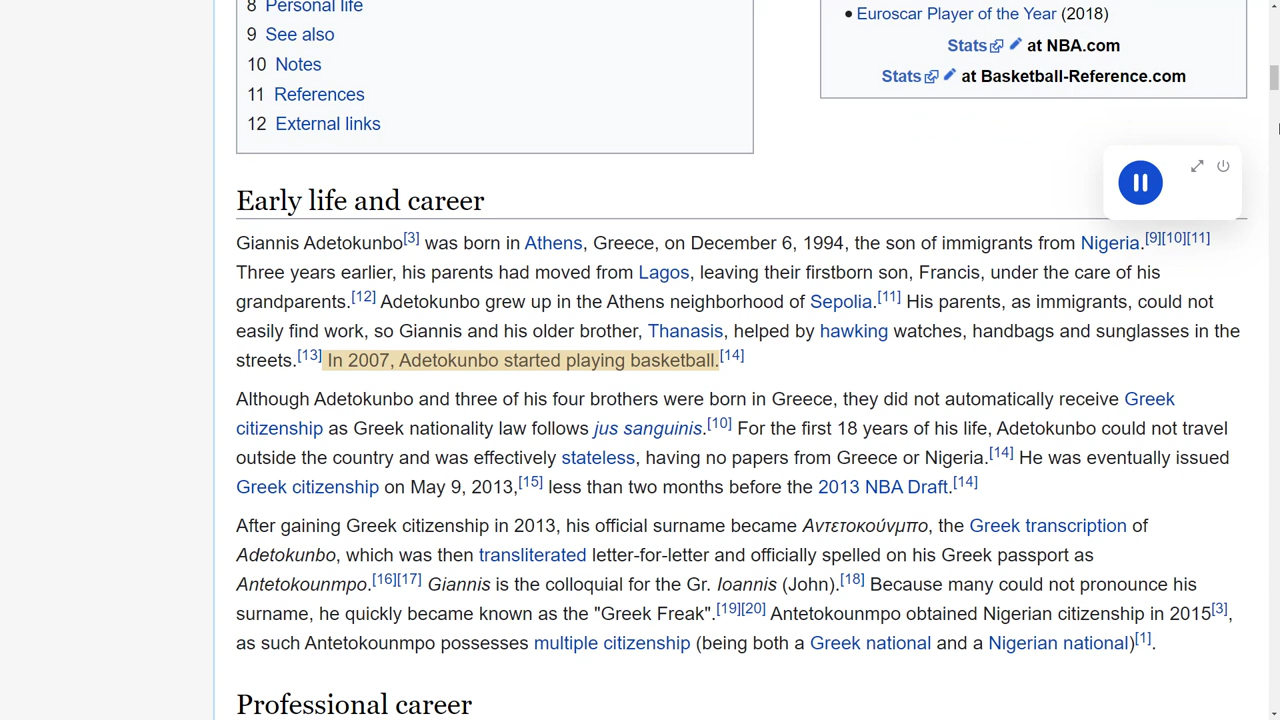 8 Personal life
9 See also
10 Notes
11 References
12 External links
• Euroscar Player of the Year (2018)
Stats at NBA.com
Stats at Basketball-Reference.com
Early life and career
Giannis Adetokunbo[3] was born in Athens, Greece, on December 6, 1994, the son of immigrants from Nigeria.[9][10][11]
Three years earlier, his parents had moved from Lagos, leaving their firstborn son, Francis, under the care of his
grandparents.[12] Adetokunbo grew up in the Athens neighborhood of Sepolia.[11] His parents, as immigrants, could not
easily find work, so Giannis and his older brother, Thanasis, helped by hawking watches, handbags and sunglasses in the
streets.[13] In 2007, Adetokunbo started playing basketball.[14]
Although Adetokunbo and three of his four brothers were born in Greece, they did not automatically receive Greek
citizenship as Greek nationality law follows jus sanguinis.[10] For the first 18 years of his life, Adetokunbo could not travel
outside the country and was effectively stateless, having no papers from Greece or Nigeria.[14] He was eventually issued
Greek citizenship on May 9, 2013,[15] less than two months before the 2013 NBA Draft.[14]
After gaining Greek citizenship in 2013, his official surname became Αντετοκούνμπο, the Greek transcription of
Adetokunbo, which was then transliterated letter-for-letter and officially spelled on his Greek passport as
Antetokounmpo.[16][17] Giannis is the colloquial for the Gr. Ioannis (John).[18] Because many could not pronounce his
surname, he quickly became known as the "Greek Freak".[19][20] Antetokounmpo obtained Nigerian citizenship in 2015[3],
as such Antetokounmpo possesses multiple citizenship (being both a Greek national and a Nigerian national)[1].
Professional career